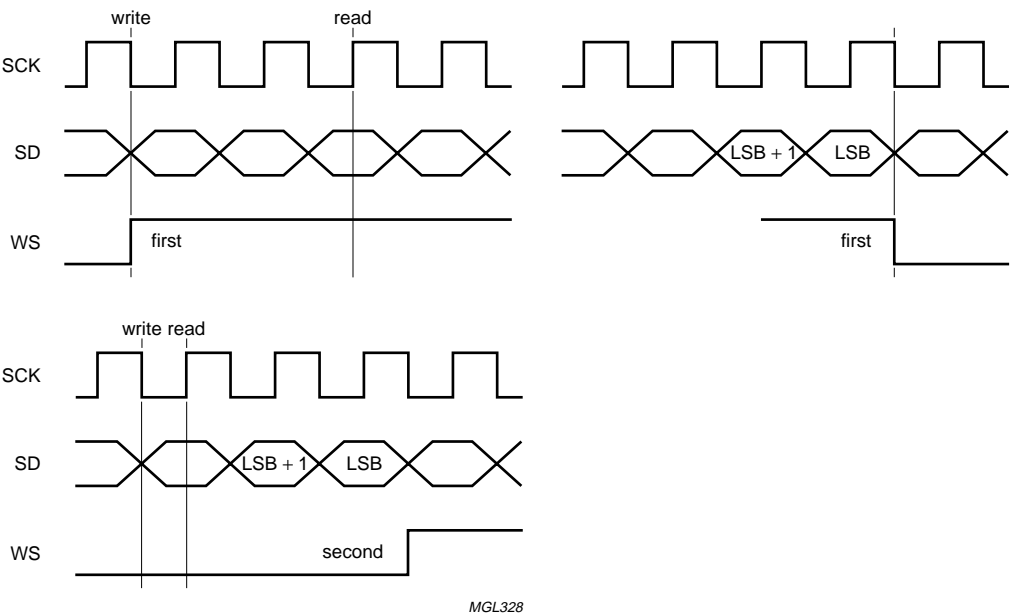 write read
SCK
SD
LSB + 1 LSB
WS
first first
write read
SCK
SD
LSB + 1 LSB
WS
second
MGL328